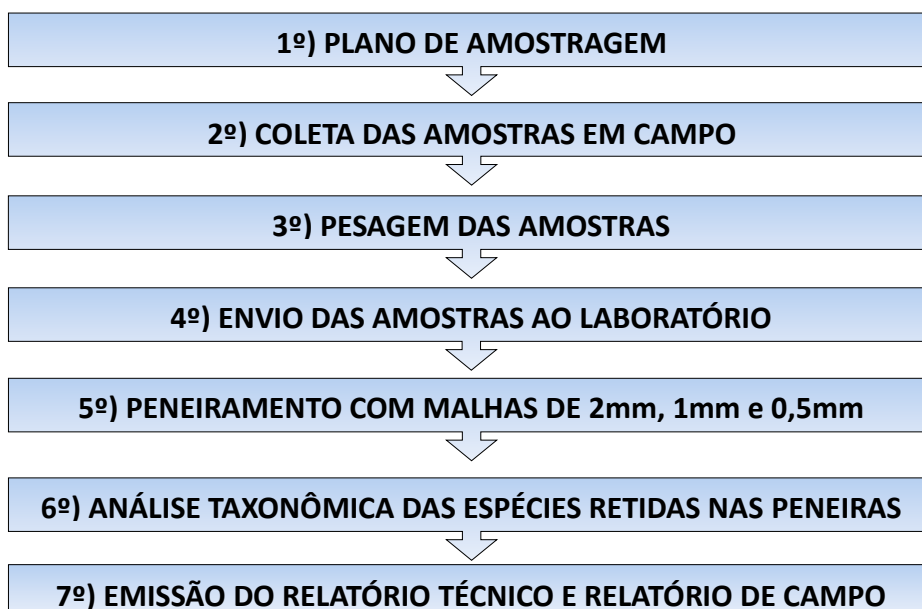 1º) PLANO DE AMOSTRAGEM
2º) COLETA DAS AMOSTRAS EM CAMPO
3º) PESAGEM DAS AMOSTRAS
4º) ENVIO DAS AMOSTRAS AO LABORATÓRIO
5º) PENEIRAMENTO COM MALHAS DE 2mm, 1mm e 0,5mm
6º) ANÁLISE TAXONÔMICA DAS ESPÉCIES RETIDAS NAS PENEIRAS
7º) EMISSÃO DO RELATÓRIO TÉCNICO E RELATÓRIO DE CAMPO